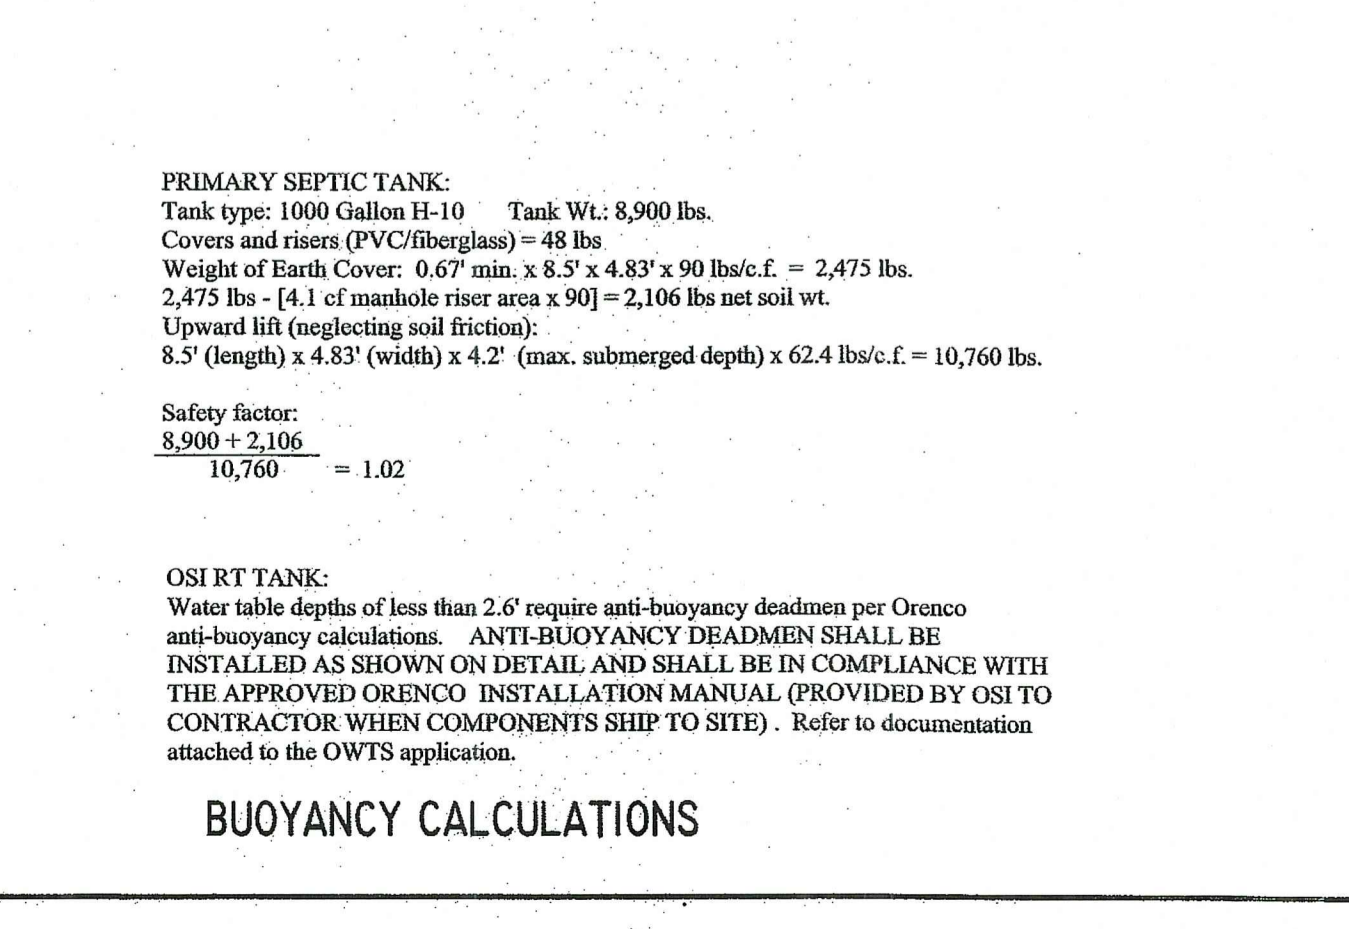 PRIMARY SEPTIC TANK:
Tank type: 1000 Gallon H-10 Tank Wt.: 8,900 lbs.
Covers and risers (PVC/fiberglass) = 48 lbs
Weight of Earth Cover: 0.67' min. x 8.5' x 4.83' x 90 lbs/c.f. = 2,475 lbs.
2,475 lbs - [4.1 cf manhole riser area x 90] = 2,106 lbs net soil wt.
Upward lift (neglecting soil friction):
8.5' (length) x 4.83' (width) x 4.2' (max. submerged depth) x 62.4 lbs/c.f. = 10,760 lbs.
Safety factor:
8,900 + 2,106
10,760 = 1.02
OSI RT TANK:
Water table depths of less than 2.6' require anti-buoyancy deadmen per Orenco
anti-buoyancy calculations. ANTI-BUOYANCY DEADMEN SHALL BE
INSTALLED AS SHOWN ON DETAIL AND SHALL BE IN COMPLIANCE WITH
THE APPROVED ORENCO INSTALLATION MANUAL (PROVIDED BY OSI TO
CONTRACTOR WHEN COMPONENTS SHIP TO SITE) . Refer to documentation
attached to the OWTS application.
BUOYANCY CALCULATIONS